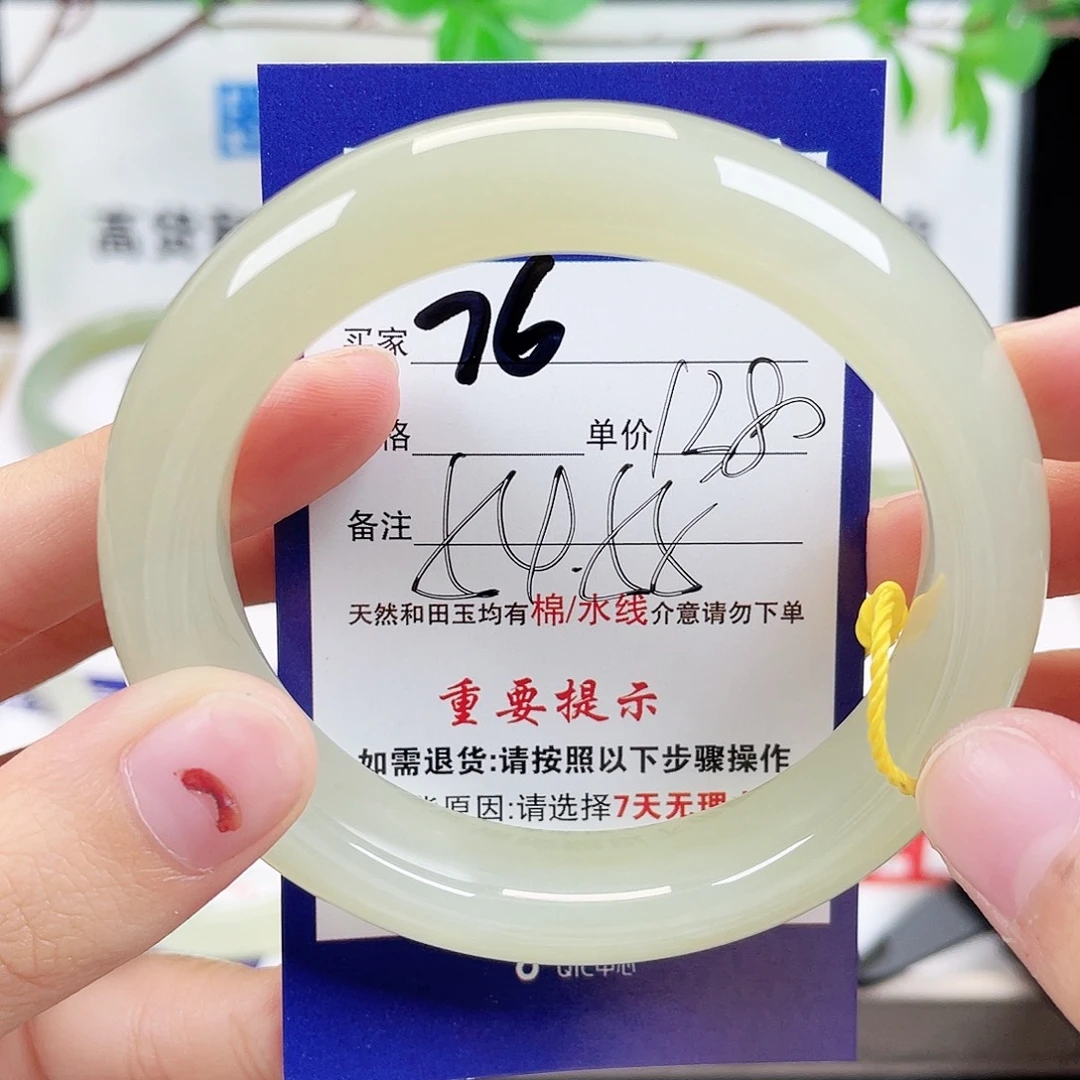 高货
买家 76
格 单价 128
备注
天然和田玉均有棉/水线介意请勿下单
重要提示
如需退货:请按照以下步骤操作
原因:请选择7天无理
QIC中心